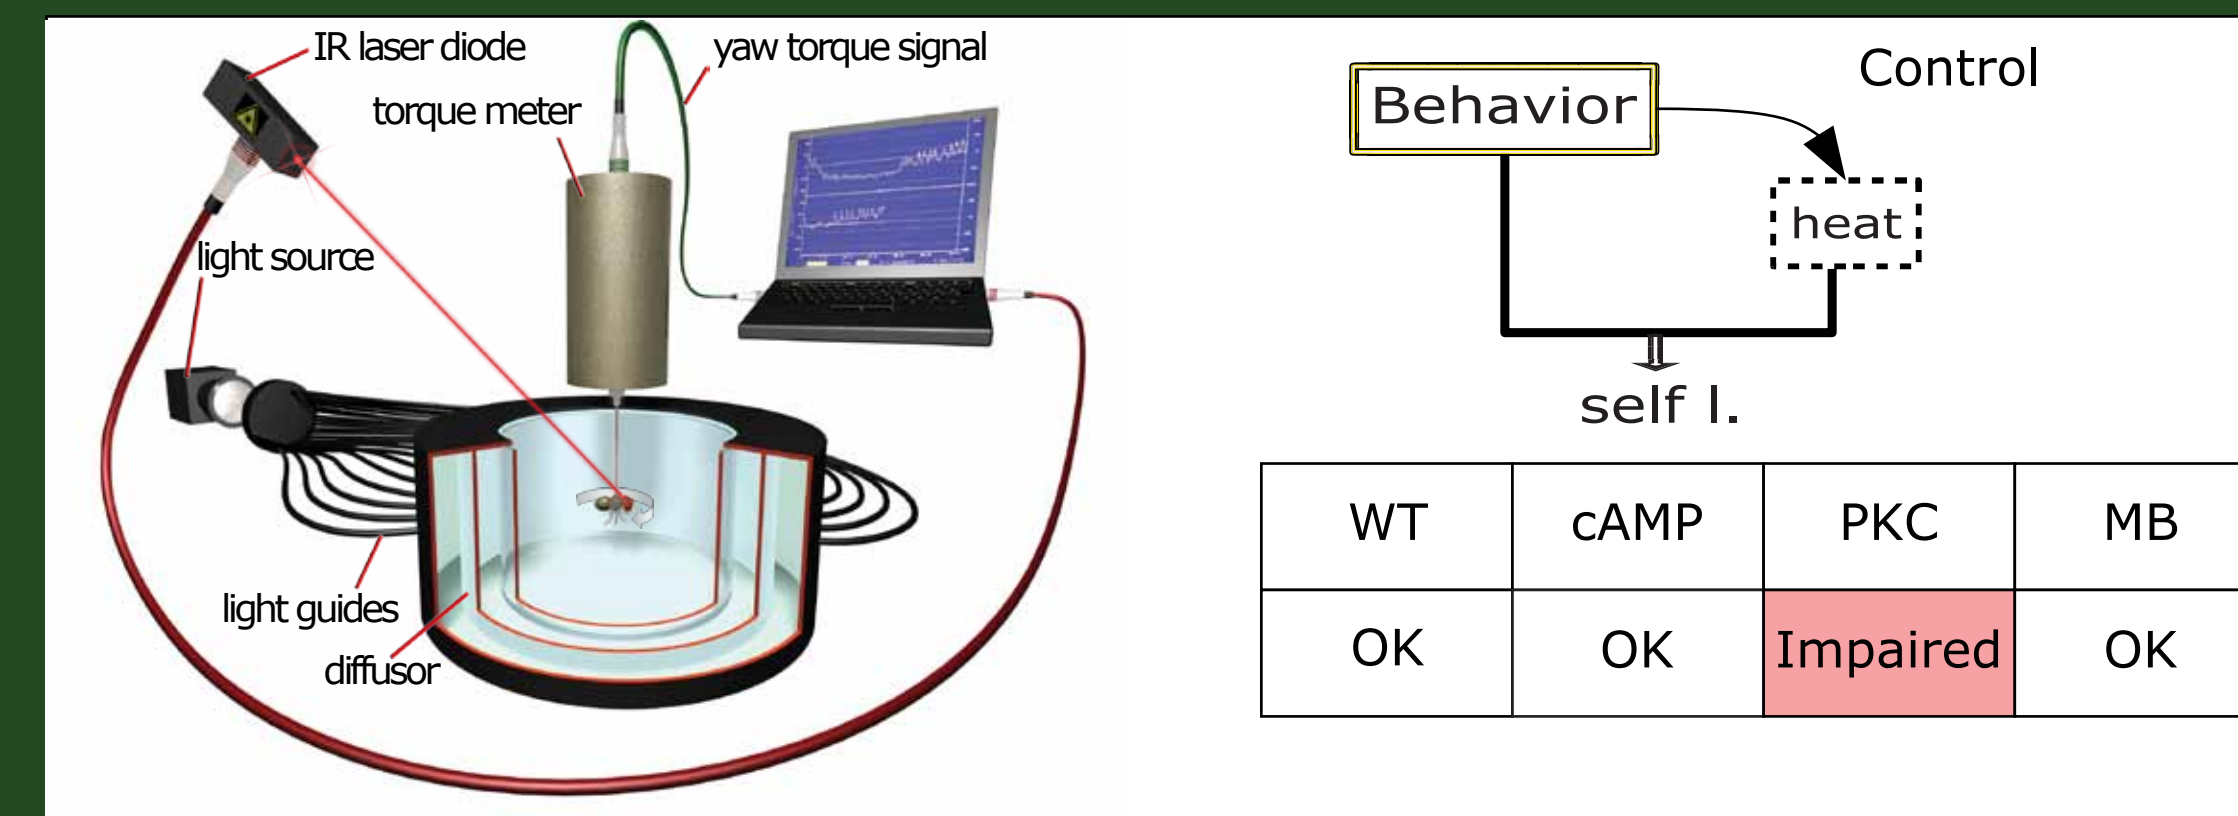 IR laser diode
yaw torque signal
torque meter
light source
light guides
diffusor
Control
Behavior
heat
self l.
WT cAMP PKC MB
OK OK Impaired OK